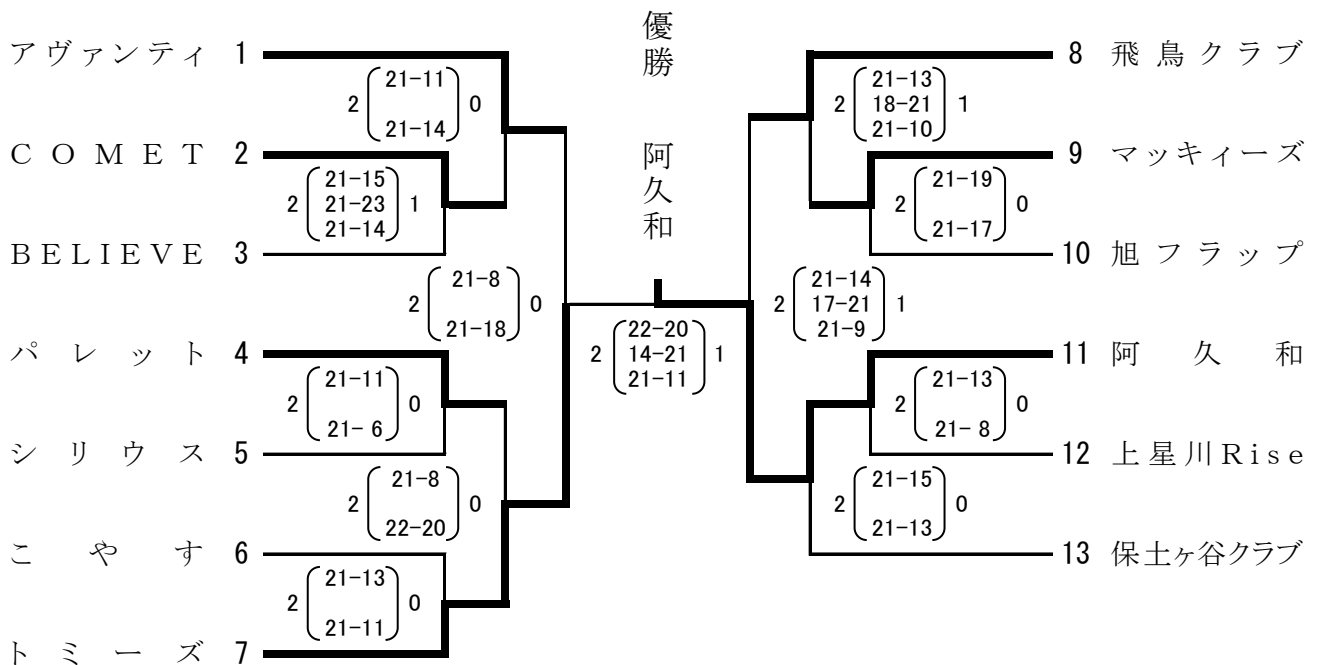 優勝 阿久和
アヴァンティ 1
2 21-11 0
21-14
COMET 2
21-15
2 21-23 1
21-14
BELIEVE 3
21-8
2 0
21-18
パレット 4
21-11
2 0
21- 6
シリウス 5
21-8
2 0
22-20
こやす 6
21-13
2 0
21-11
トミーズ 7
22-20
2 14-21 1
21-11
8 飛鳥クラブ
21-13
2 18-21 1
21-10
9 マッキィーズ
21-19
2 0
21-17
10 旭フラップ
21-14
2 17-21 1
21-9
11 阿久和
21-13
2 0
21- 8
12 上星川Rise
21-15
2 0
21-13
13 保土ヶ谷クラブ